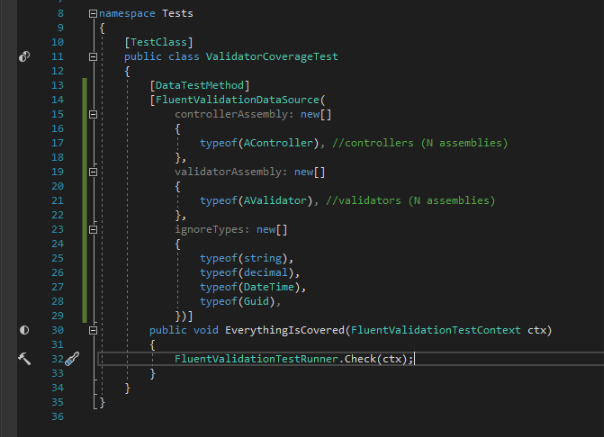 8 namespace Tests
9 {
10 [TestClass]
11 public class ValidatorCoverageTest
12 {
13 [DataTestMethod]
14 [FluentValidationDataSource(
15 controllerAssembly: new[]
16 {
17 typeof(AController), //controllers (N assemblies)
18 },
19 validatorAssembly: new[]
20 {
21 typeof(AValidator), //validators (N assemblies)
22 },
23 ignoreTypes: new[]
24 {
25 typeof(string),
26 typeof(decimal),
27 typeof(DateTime),
28 typeof(Guid),
29 })]
30 public void EverythingIsCovered(FluentValidationTestContext ctx)
31 {
32 FluentValidationTestRunner.Check(ctx);
33 }
34 }
35 }
36